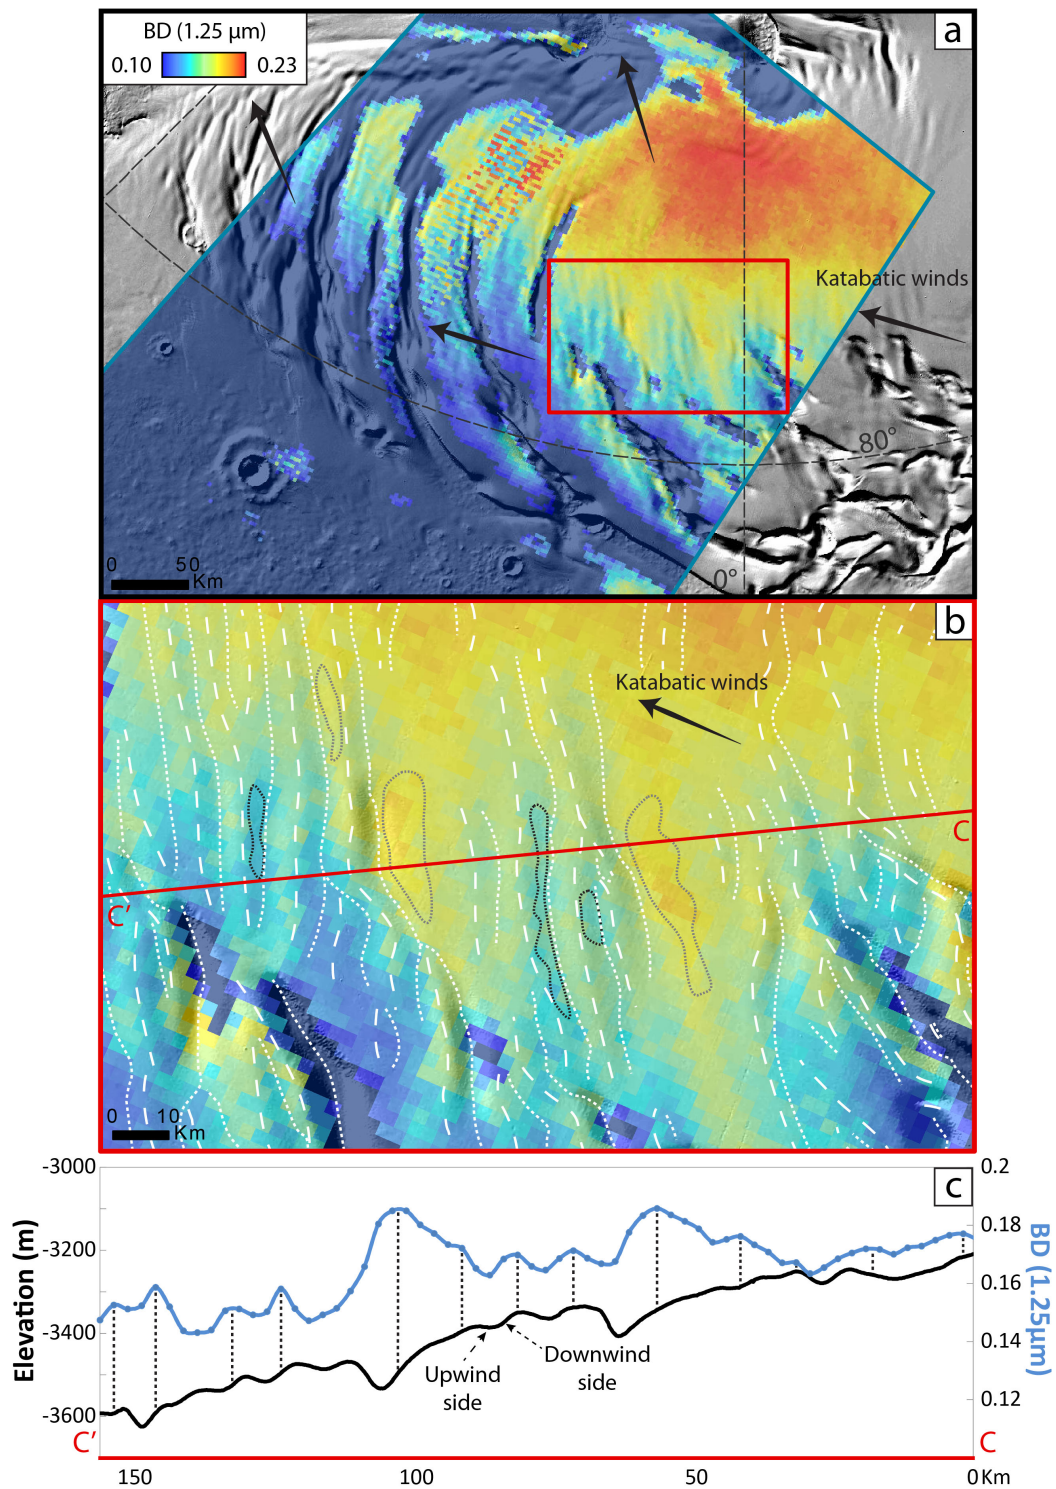 BD (1.25 µm)
0.10 0.23
a
Katabatic winds
80°
0 50
Km
0°
b
Katabatic winds
C
C′
0 10
Km
-3000
-3200
-3400
-3600
Elevation (m)
c
0.2
0.18
0.16
0.14
0.12
BD (1.25µm)
Upwind
side
Downwind
side
C′ C
150 100 50 0 Km